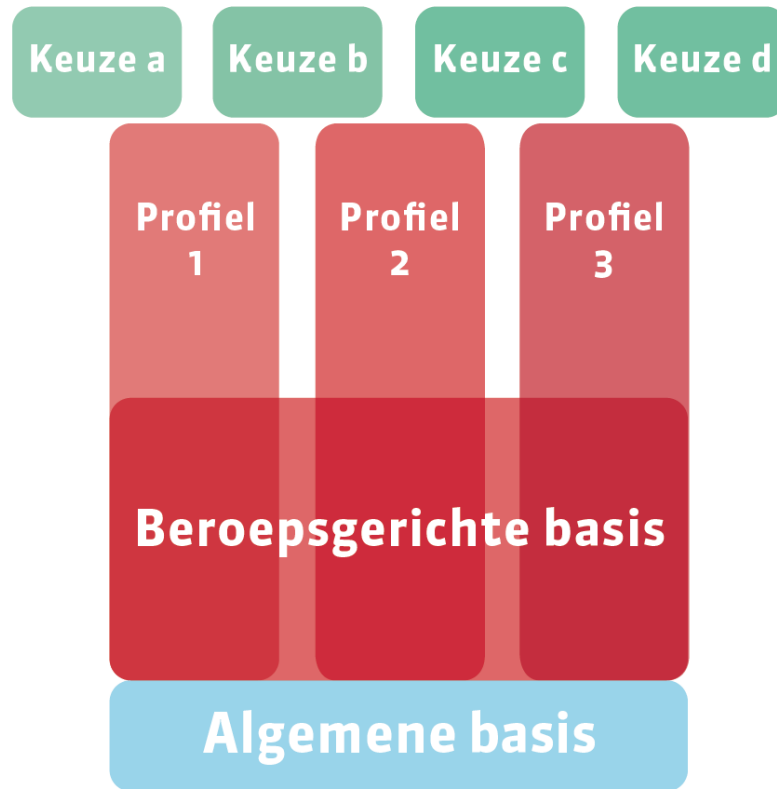 Keuze a
Keuze b
Keuze c
Keuze d
Profiel
1
Profiel
2
Profiel
3
Beroepsgerichte basis
Algemene basis